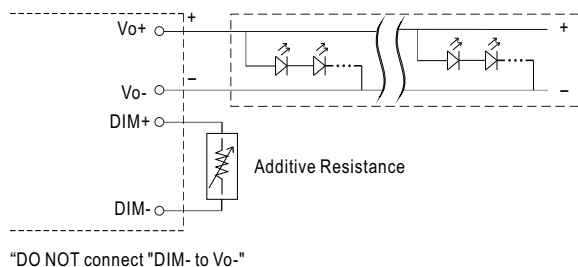 Vo+
+
+
Vo-
−
−
DIM+
Additive Resistance
DIM-
“DO NOT connect "DIM- to Vo-"